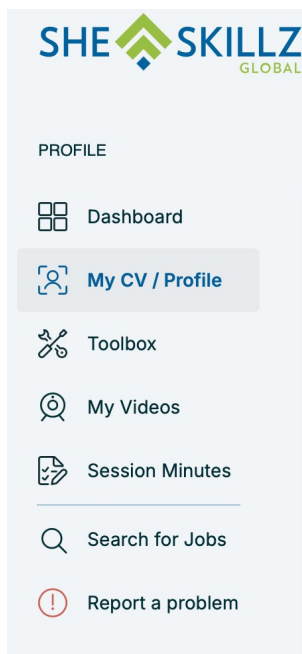 SHE SKILLZ
GLOBAL
PROFILE
Dashboard
My CV / Profile
Toolbox
My Videos
Session Minutes
Search for Jobs
Report a problem